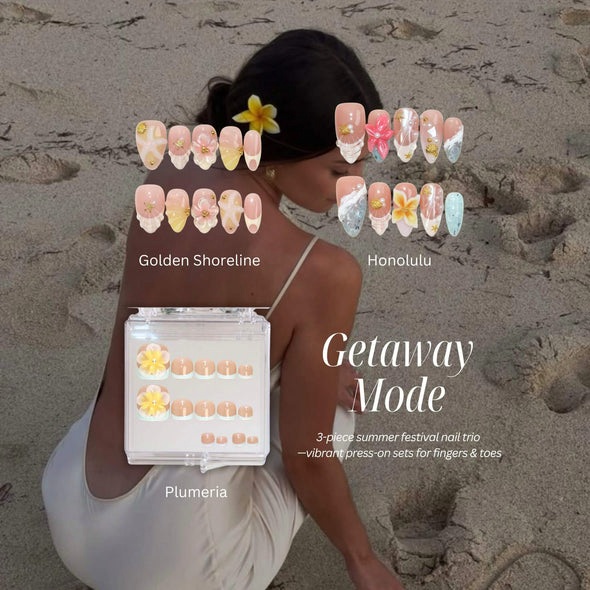 Golden Shoreline
Honolulu
Getaway
Mode
3-piece summer festival nail trio
—vibrant press-on sets for fingers & toes
Plumeria